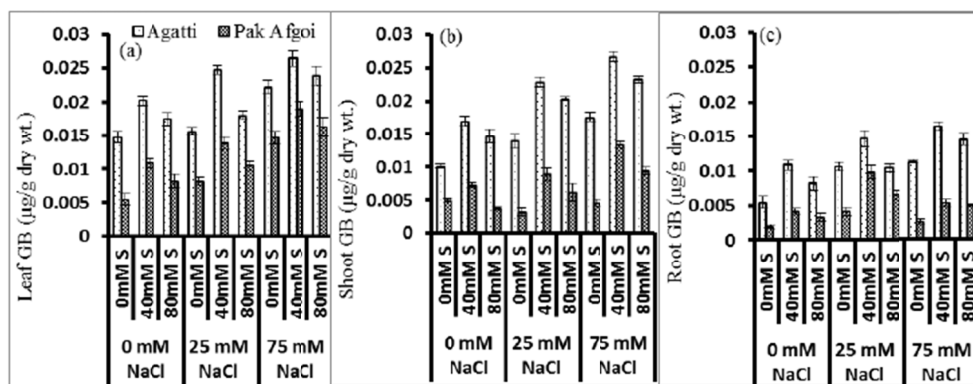 Agatti Pak Afgoi
(a)
Leaf GB (µg/g dry wt.)
0.03
0.025
0.02
0.015
0.01
0.005
0
0mM S 40mM S 80mM S 0mM S 40mM S 80mM S 0mM S 40mM S 80mM S
0 mM 25 mM 75 mM
NaCl NaCl NaCl
(b)
Shoot GB (µg/g dry wt.)
0.03
0.025
0.02
0.015
0.01
0.005
0
0mM S 40mM S 80mM S 0mM S 40mM S 80mM S 0mM S 40mM S 80mM S
0 mM 25 mM 75 mM
NaCl NaCl NaCl
(c)
Root GB (µg/g dry wt.)
0.03
0.025
0.02
0.015
0.01
0.005
0
0mM S 40mM S 80mM S 0mM S 40mM S 80mM S 0mM S 40mM S 80mM S
0 mM 25 mM 75 mM
NaCl NaCl NaCl